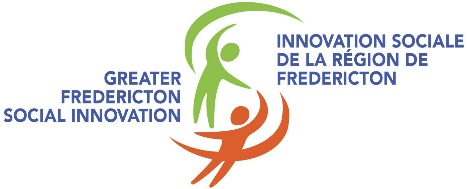 GREATER
FREDERICTON
SOCIAL INNOVATION
INNOVATION SOCIALE
DE LA RÉGION DE
FREDERICTON